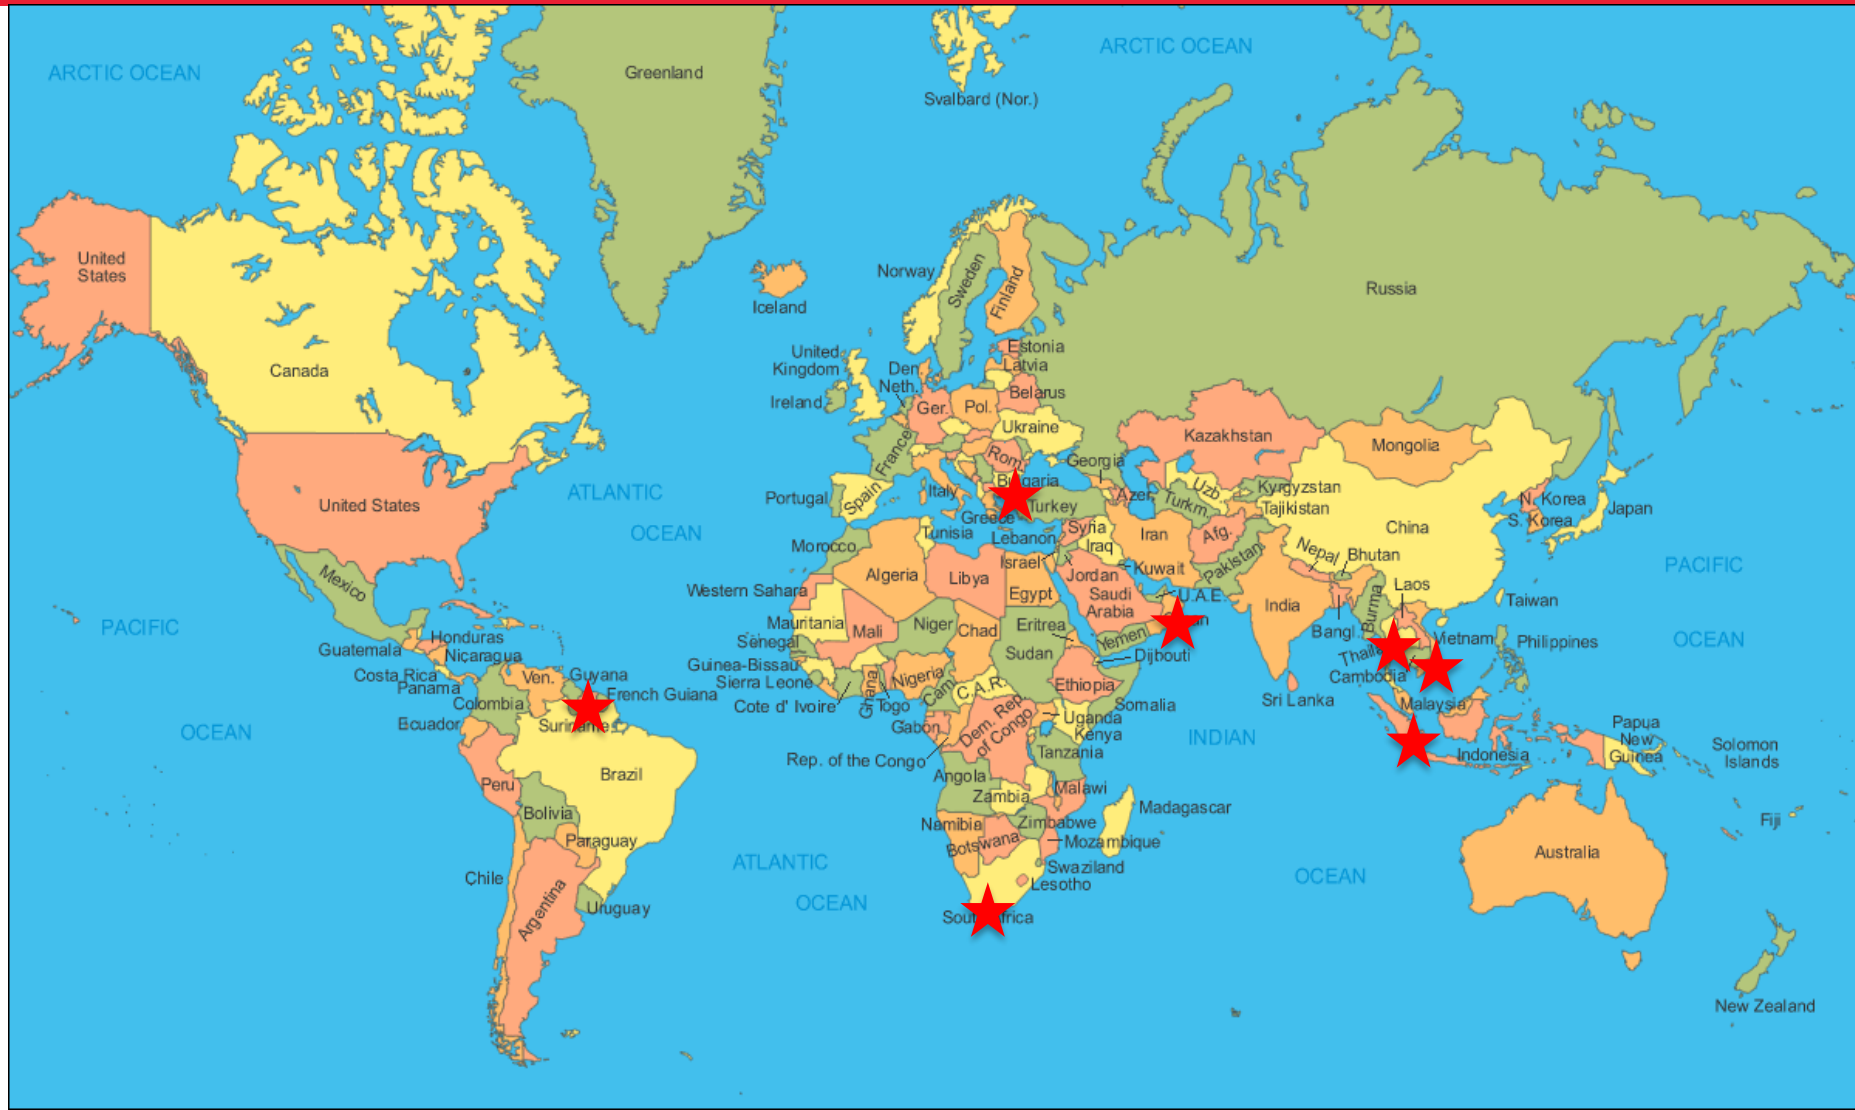 ARCTIC OCEAN
Greenland
Svalbard (Nor.)
ARCTIC OCEAN
United
States
Canada
Iceland
Norway
Sweden
Finland
Russia
United
Kingdom
Ireland
Den.
Neth.
Estonia
Latvia
Belarus
Ger.
Pol.
Ukraine
France
Rom.
Georgia
Kazakhstan
Mongolia
United States
ATLANTIC
OCEAN
Portugal
Spain
Italy
Greece
Turkey
Azer.
Uzb.
Turkm.
Kyrgyzstan
Tajikistan
China
N. Korea
S. Korea
Japan
PACIFIC
OCEAN
Morocco
Tunisia
Lebanon
Syria
Iraq
Iran
Afg.
Pakistan
Nepal
Bhutan
Israel
Jordan
Kuwait
Mexico
Western Sahara
Algeria
Libya
Egypt
Saudi
Arabia
U.A.E.
India
Burma
Laos
Taiwan
PACIFIC
OCEAN
Honduras
Guatemala
Nicaragua
Costa Rica
Panama
Mauritania
Mali
Niger
Chad
Eritrea
Sudan
Yemen
Dijbouti
Bangl.
Vietnam
Philippines
Cambodia
Senegal
Guinea-Bissau
Sierra Leone
Cote d' Ivoire
Ghana
Togo
Nigeria
Cam.
C.A.R.
Ethiopia
Somalia
Sri Lanka
Malaysia
Ven.
Guyana
French Guiana
Colombia
Ecuador
Brazil
Peru
Bolivia
Paraguay
Chile
Argentina
Uruguay
Gabon
Rep. of the Congo
Dem. Rep.
of Congo
Uganda
Kenya
Tanzania
INDIAN
OCEAN
Indonesia
Papua
New
Guinea
Solomon
Islands
Angola
Zambia
Malawi
Madagascar
Namibia
Zimbabwe
Botswana
Mozambique
Swaziland
Lesotho
ATLANTIC
OCEAN
Australia
Fiji
New Zealand